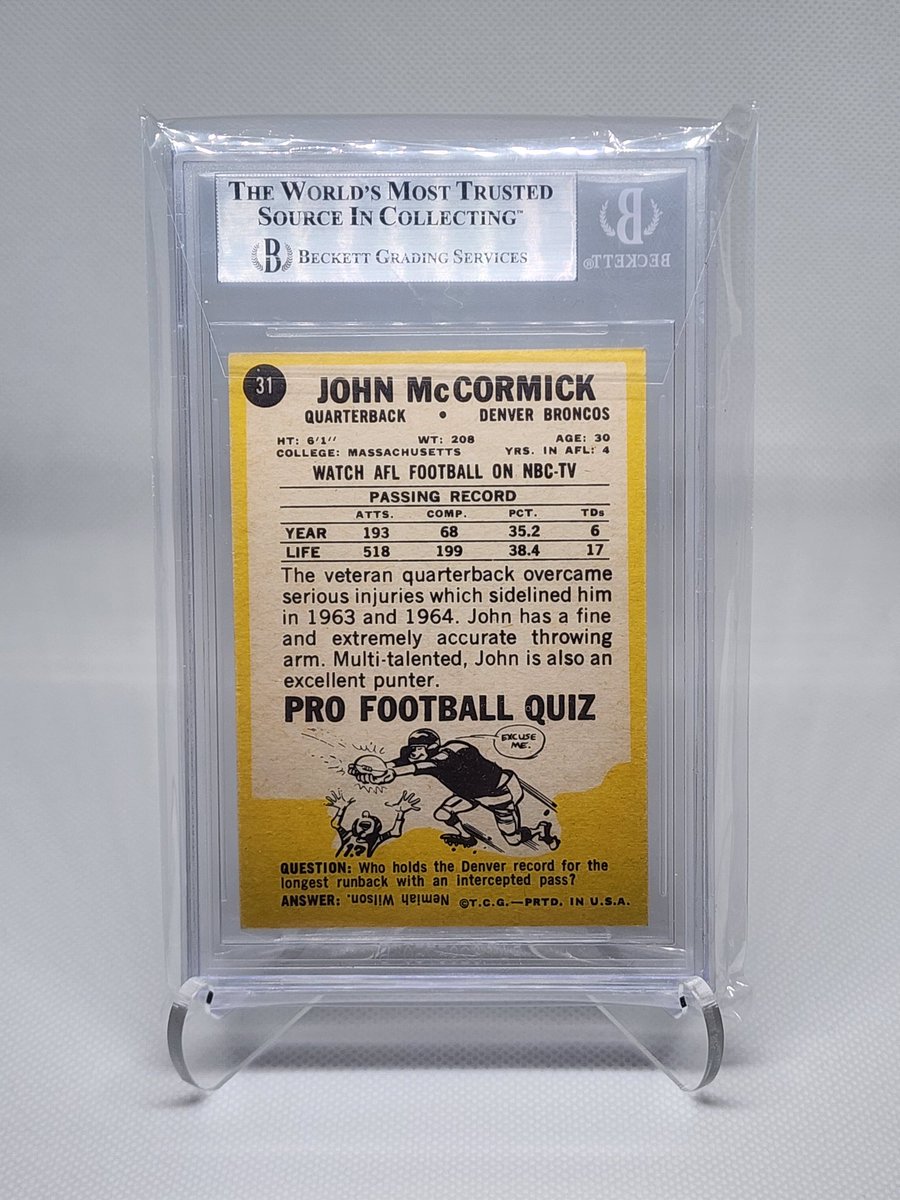 THE WORLD'S MOST TRUSTED
SOURCE IN COLLECTING™
B BECKETT GRADING SERVICES
B
BECKETT®
31
JOHN McCORMICK
QUARTERBACK • DENVER BRONCOS
HT: 6'1'' WT: 208 AGE: 30
COLLEGE: MASSACHUSETTS YRS. IN AFL: 4
WATCH AFL FOOTBALL ON NBC-TV
PASSING RECORD
ATTS. COMP. PCT. TDs
YEAR 193 68 35.2 6
LIFE 518 199 38.4 17
The veteran quarterback overcame
serious injuries which sidelined him
in 1963 and 1964. John has a fine
and extremely accurate throwing
arm. Multi-talented, John is also an
excellent punter.
PRO FOOTBALL QUIZ
EXCUSE
ME.
QUESTION: Who holds the Denver record for the
longest runback with an intercepted pass?
ANSWER: Nemiah Wilson. ©T.C.G.—PRTD. IN U.S.A.